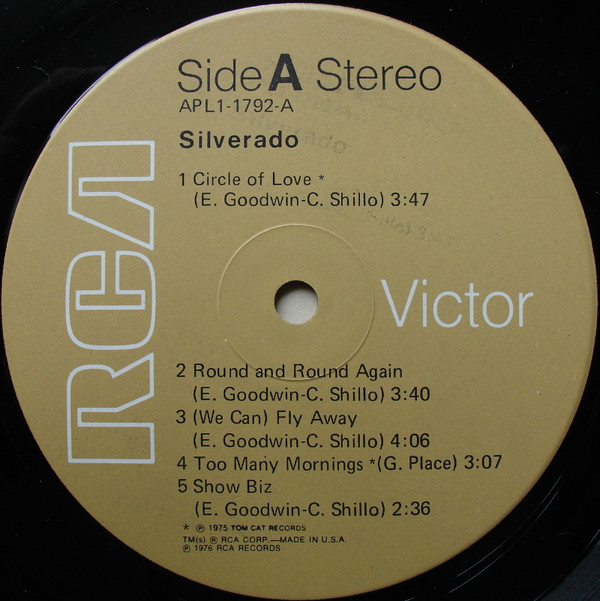 Side A Stereo
APL1-1792-A
Silverado
1 Circle of Love *
(E. Goodwin-C. Shillo) 3:47
RCA
Victor
2 Round and Round Again
(E. Goodwin-C. Shillo) 3:40
3 (We Can) Fly Away
(E. Goodwin-C. Shillo) 4:06
4 Too Many Mornings *(G. Place) 3:07
5 Show Biz
(E. Goodwin-C. Shillo) 2:36
* ℗ 1975 TOM CAT RECORDS
TM(s) ® RCA CORP.—MADE IN U.S.A.
℗ 1976 RCA RECORDS